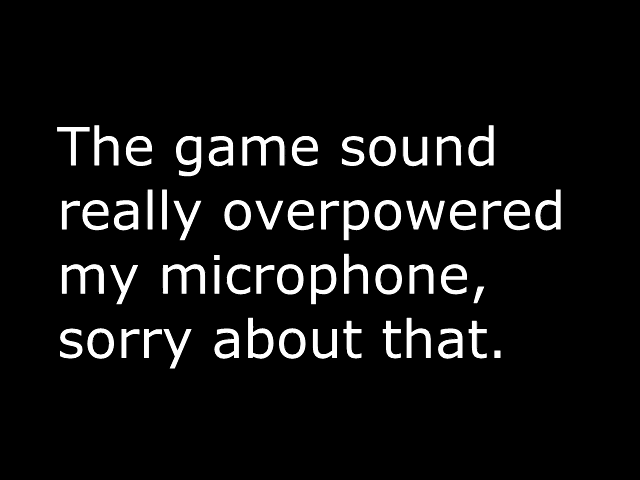 The game sound
really overpowered
my microphone,
sorry about that.